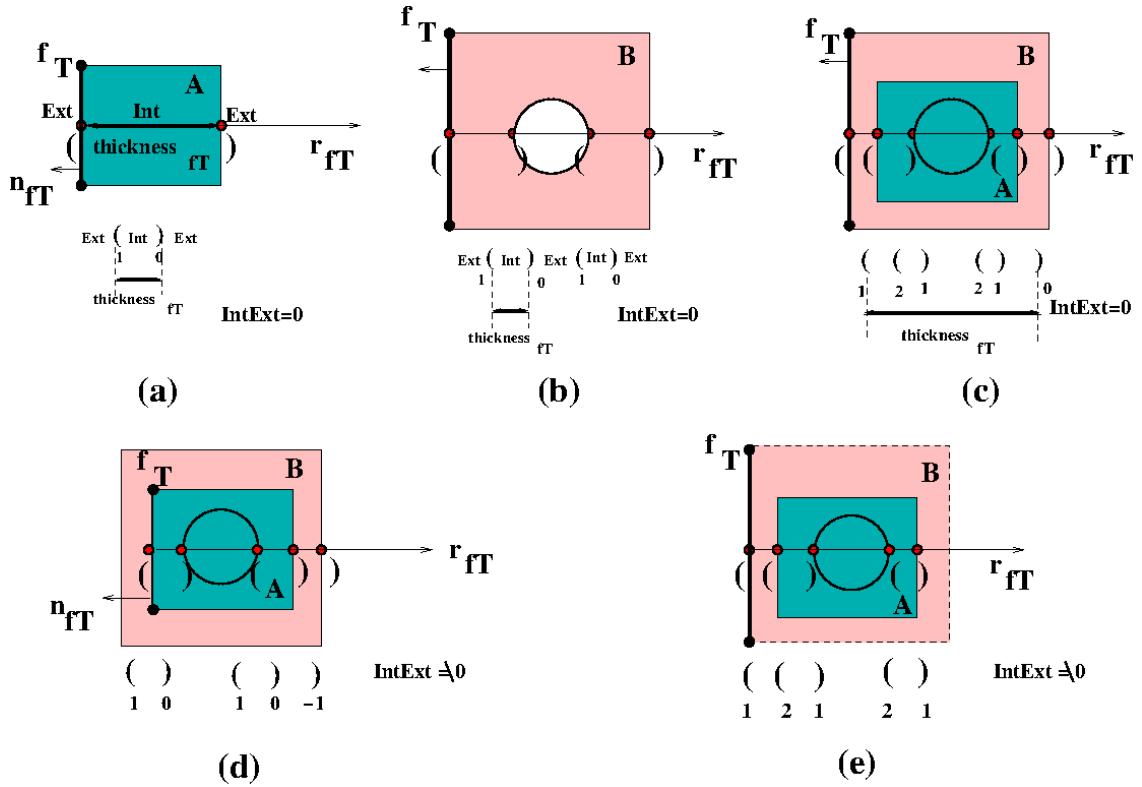 f T
A
Ext Int Ext
( thickness fT )
r fT
n fT
Ext ( Int ) Ext
1 0
thickness fT
IntExt=0
(a)
f T
B
( ) ( )
r fT
Ext ( Int ) Ext ( Int ) Ext
1 0 1 0
thickness fT
IntExt=0
(b)
f T
B
( ( ) ( ) )
r fT
A
( ( ) ( ) )
1 2 1 2 1 0
IntExt=0
thickness fT
(c)
f T
B
r fT
( ) ( ) )
A
n fT
( ) ( ) )
1 0 1 0 -1
IntExt =\0
(d)
f T
B
( ( ) ( )
r fT
A
( ( ) ( )
1 2 1 2 1
IntExt =\0
(e)